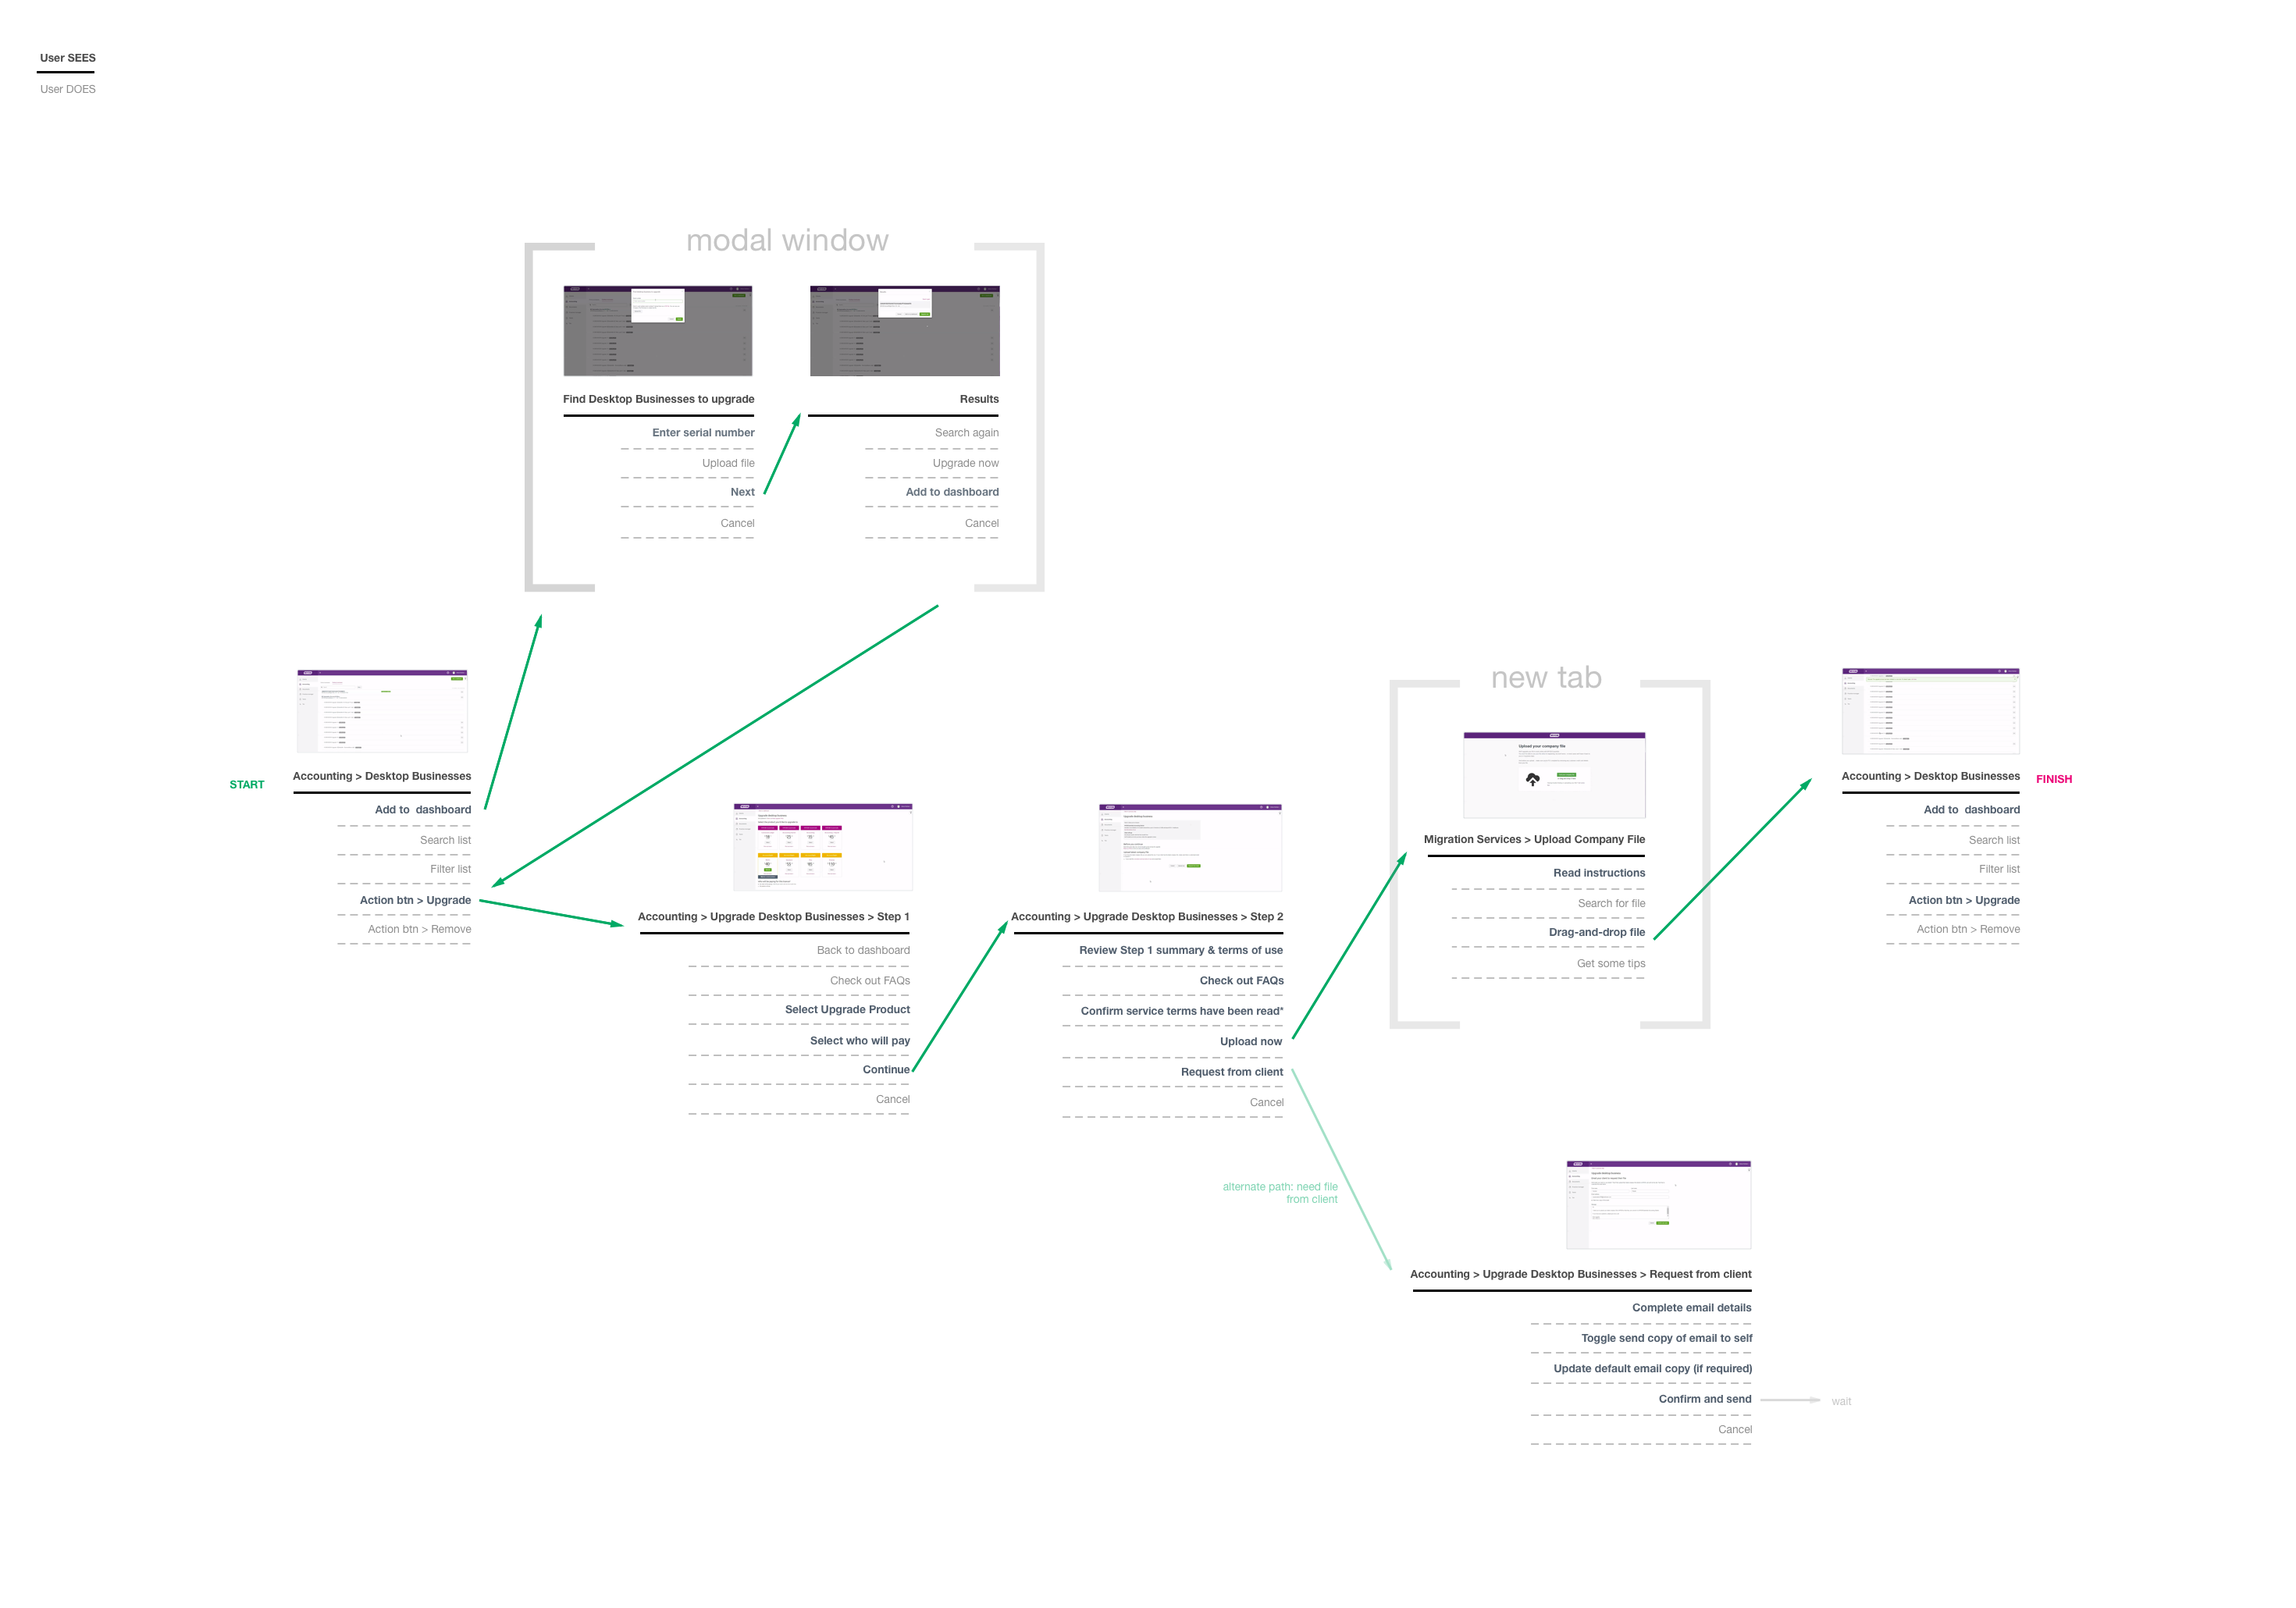 User SEES
User DOES
modal window
Find Desktop Businesses to upgrade
Enter serial number
Upload file
Next
Cancel
Results
Search again
Upgrade now
Add to dashboard
Cancel
START
Accounting > Desktop Businesses
Add to  dashboard
Search list
Filter list
Action btn > Upgrade
Action btn > Remove
Accounting > Upgrade Desktop Businesses > Step 1
Back to dashboard
Check out FAQs
Select Upgrade Product
Select who will pay
Continue
Cancel
Accounting > Upgrade Desktop Businesses > Step 2
Review Step 1 summary & terms of use
Check out FAQs
Confirm service terms have been read*
Upload now
Request from client
Cancel
new tab
Upload your company file
Migration Services > Upload Company File
Read instructions
Search for file
Drag-and-drop file
Get some tips
Accounting > Desktop Businesses
FINISH
Add to  dashboard
Search list
Filter list
Action btn > Upgrade
Action btn > Remove
alternate path: need file
from client
Accounting > Upgrade Desktop Businesses > Request from client
Complete email details
Toggle send copy of email to self
Update default email copy (if required)
Confirm and send
wait
Cancel